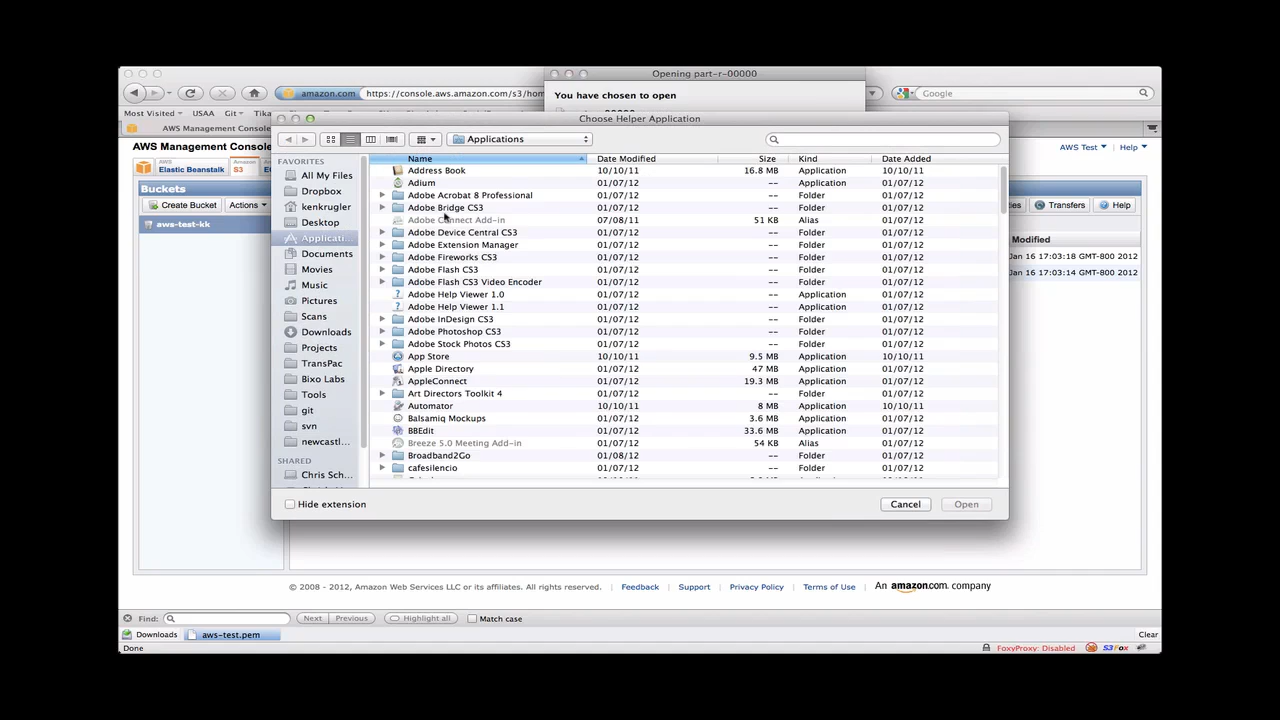 Opening part-r-00000
You have chosen to open
amazon.com https://console.aws.amazon.com/s3/hom
Google
Most Visited USAA Git Tika
AWS Management Console
Choose Helper Application
Applications
AWS Management Conso
AWS Test Help
AWS
Elastic Beanstalk
Amazon
S3
Buckets
Create Bucket Actions
Transfers Help
aws-test-kk
Modified
Jan 16 17:03:18 GMT-800 2012
Jan 16 17:03:14 GMT-800 2012
FAVORITES
All My Files
Dropbox
kenkrugler
Desktop
Applicati...
Documents
Movies
Music
Pictures
Scans
Downloads
Projects
TransPac
Bixo Labs
Tools
git
svn
newcastl...
SHARED
Chris Sch...
Name Date Modified Size Kind Date Added
Address Book 10/10/11 16.8 MB Application 10/10/11
Adium 01/07/12 -- Application 01/07/12
Adobe Acrobat 8 Professional 01/07/12 -- Folder 01/07/12
Adobe Bridge CS3 01/07/12 -- Folder 01/07/12
Adobe Connect Add-in 07/08/11 51 KB Alias 01/07/12
Adobe Device Central CS3 01/07/12 -- Folder 01/07/12
Adobe Extension Manager 01/07/12 -- Folder 01/07/12
Adobe Fireworks CS3 01/07/12 -- Folder 01/07/12
Adobe Flash CS3 01/07/12 -- Folder 01/07/12
Adobe Flash CS3 Video Encoder 01/07/12 -- Folder 01/07/12
Adobe Help Viewer 1.0 01/07/12 -- Application 01/07/12
Adobe Help Viewer 1.1 01/07/12 -- Application 01/07/12
Adobe InDesign CS3 01/07/12 -- Folder 01/07/12
Adobe Photoshop CS3 01/07/12 -- Folder 01/07/12
Adobe Stock Photos CS3 01/07/12 -- Folder 01/07/12
App Store 10/10/11 9.5 MB Application 10/10/11
Apple Directory 01/07/12 47 MB Application 01/07/12
AppleConnect 01/07/12 19.3 MB Application 01/07/12
Art Directors Toolkit 4 01/07/12 -- Folder 01/07/12
Automator 10/10/11 8 MB Application 10/10/11
Balsamiq Mockups 01/07/12 3.6 MB Application 01/07/12
BBEdit 01/07/12 33.6 MB Application 01/07/12
Breeze 5.0 Meeting Add-in 01/07/12 54 KB Alias 01/07/12
Broadband2Go 01/08/12 -- Folder 01/07/12
cafesilencio 01/07/12 -- Folder 01/07/12
Hide extension Cancel Open
© 2008 - 2012, Amazon Web Services LLC or its affiliates. All rights reserved. Feedback Support Privacy Policy Terms of Use An amazon.com company
Find: Next Previous Highlight all Match case
Downloads aws-test.pem Clear
Done FoxyProxy: Disabled S3Fox